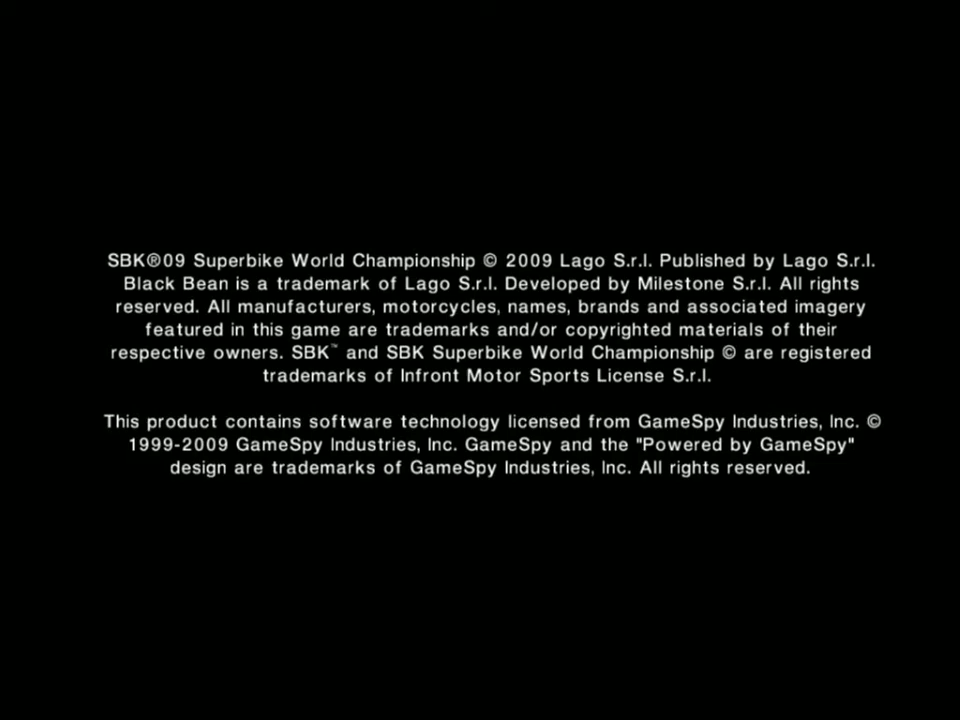 SBK®09 Superbike World Championship © 2009 Lago S.r.l. Published by Lago S.r.l.
Black Bean is a trademark of Lago S.r.l. Developed by Milestone S.r.l. All rights
reserved. All manufacturers, motorcycles, names, brands and associated imagery
featured in this game are trademarks and/or copyrighted materials of their
respective owners. SBK™ and SBK Superbike World Championship © are registered
trademarks of Infront Motor Sports License S.r.l.
This product contains software technology licensed from GameSpy Industries, Inc. ©
1999-2009 GameSpy Industries, Inc. GameSpy and the "Powered by GameSpy"
design are trademarks of GameSpy Industries, Inc. All rights reserved.